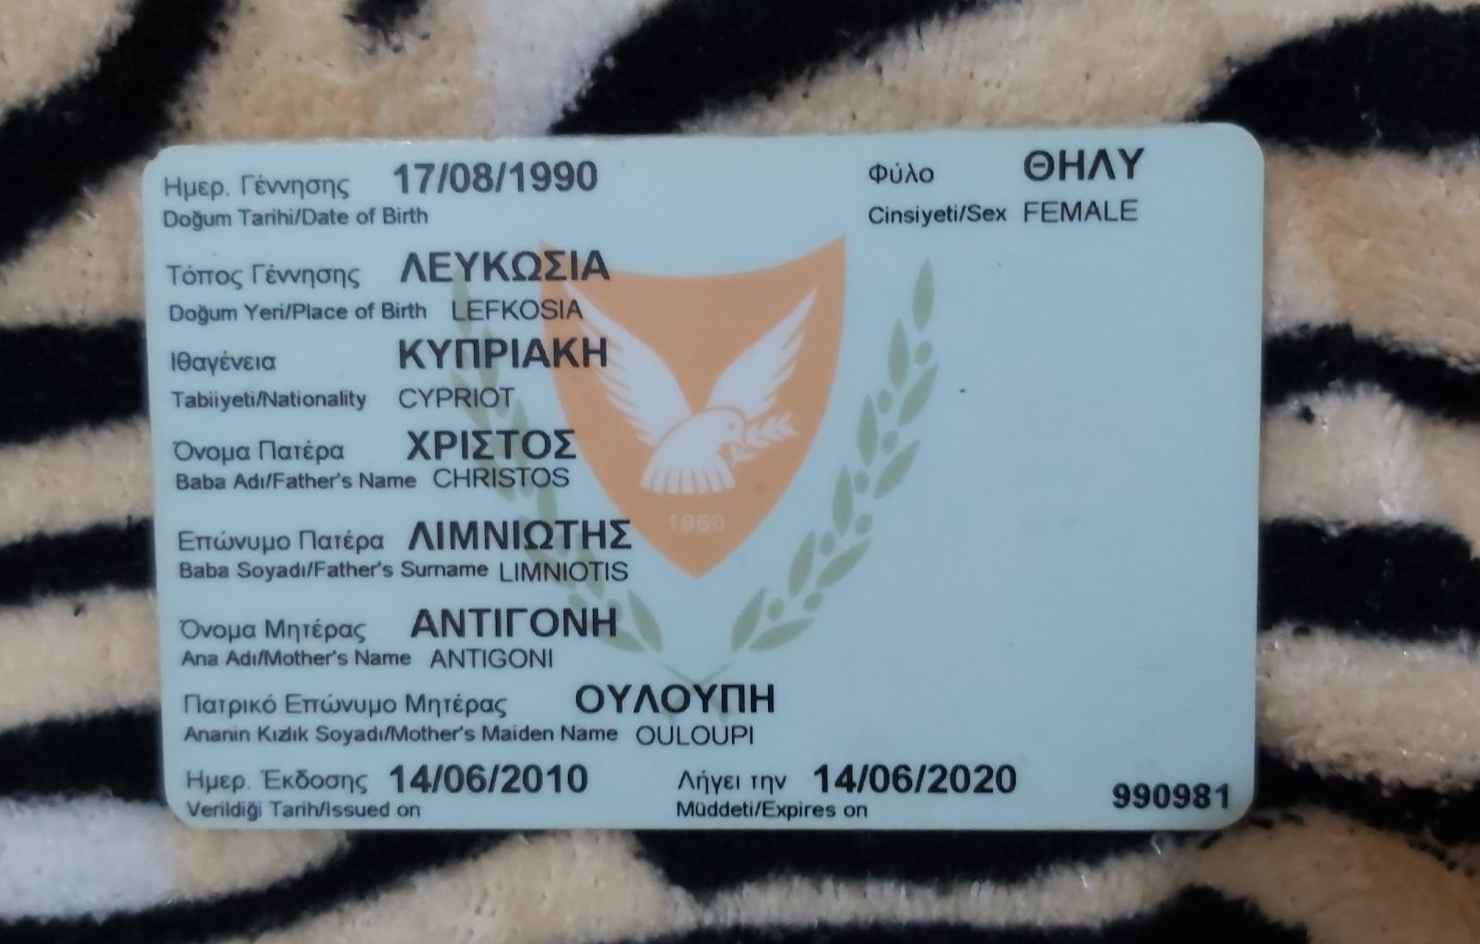 Ημερ. Γέννησης 17/08/1990 Φύλο ΘΗΛΥ
Doğum Tarihi/Date of Birth Cinsiyeti/Sex FEMALE
Τόπος Γέννησης ΛΕΥΚΩΣΙΑ
Doğum Yeri/Place of Birth LEFKOSIA
Ιθαγένεια ΚΥΠΡΙΑΚΗ
Tabiiyeti/Nationality CYPRIOT
Όνομα Πατέρα ΧΡΙΣΤΟΣ
Baba Adı/Father's Name CHRISTOS
1960
Επώνυμο Πατέρα ΛΙΜΝΙΩΤΗΣ
Baba Soyadı/Father's Surname LIMNIOTIS
Όνομα Μητέρας ΑΝΤΙΓΟΝΗ
Ana Adı/Mother's Name ANTIGONI
Πατρικό Επώνυμο Μητέρας ΟΥΛΟΥΠΗ
Ananin Kızlık Soyadı/Mother's Maiden Name OULOUPI
Ημερ. Έκδοσης 14/06/2010 Λήγει την 14/06/2020 990981
Verildiği Tarih/Issued on Müddeti/Expires on